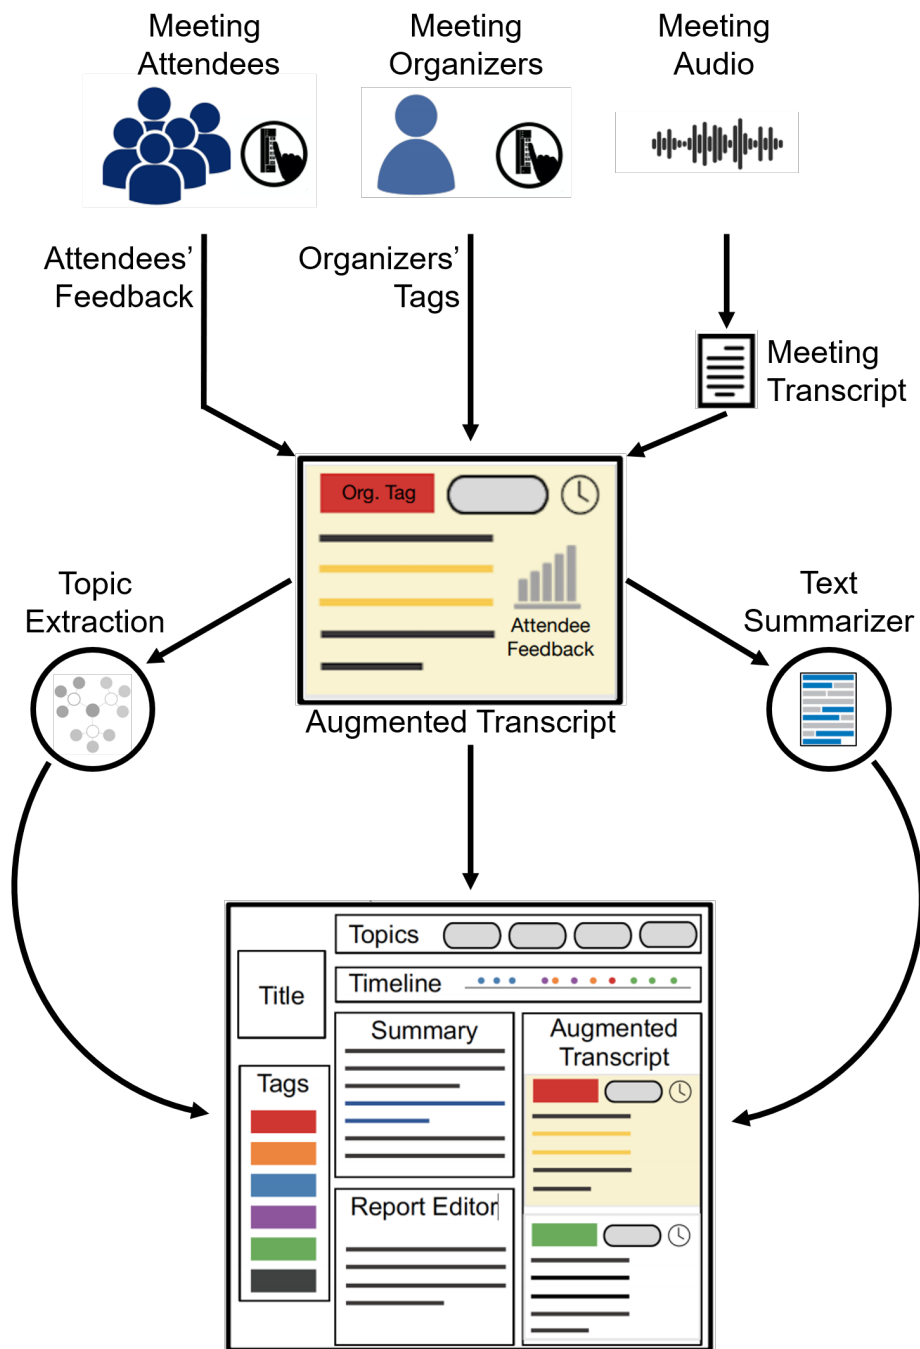 Meeting
Attendees
Meeting
Organizers
Meeting
Audio
Attendees’
Feedback
Organizers’
Tags
Meeting
Transcript
Org. Tag
Attendee
Feedback
Augmented Transcript
Topic
Extraction
Text
Summarizer
Topics
Timeline
Title
Summary
Augmented
Transcript
Tags
Report Editor